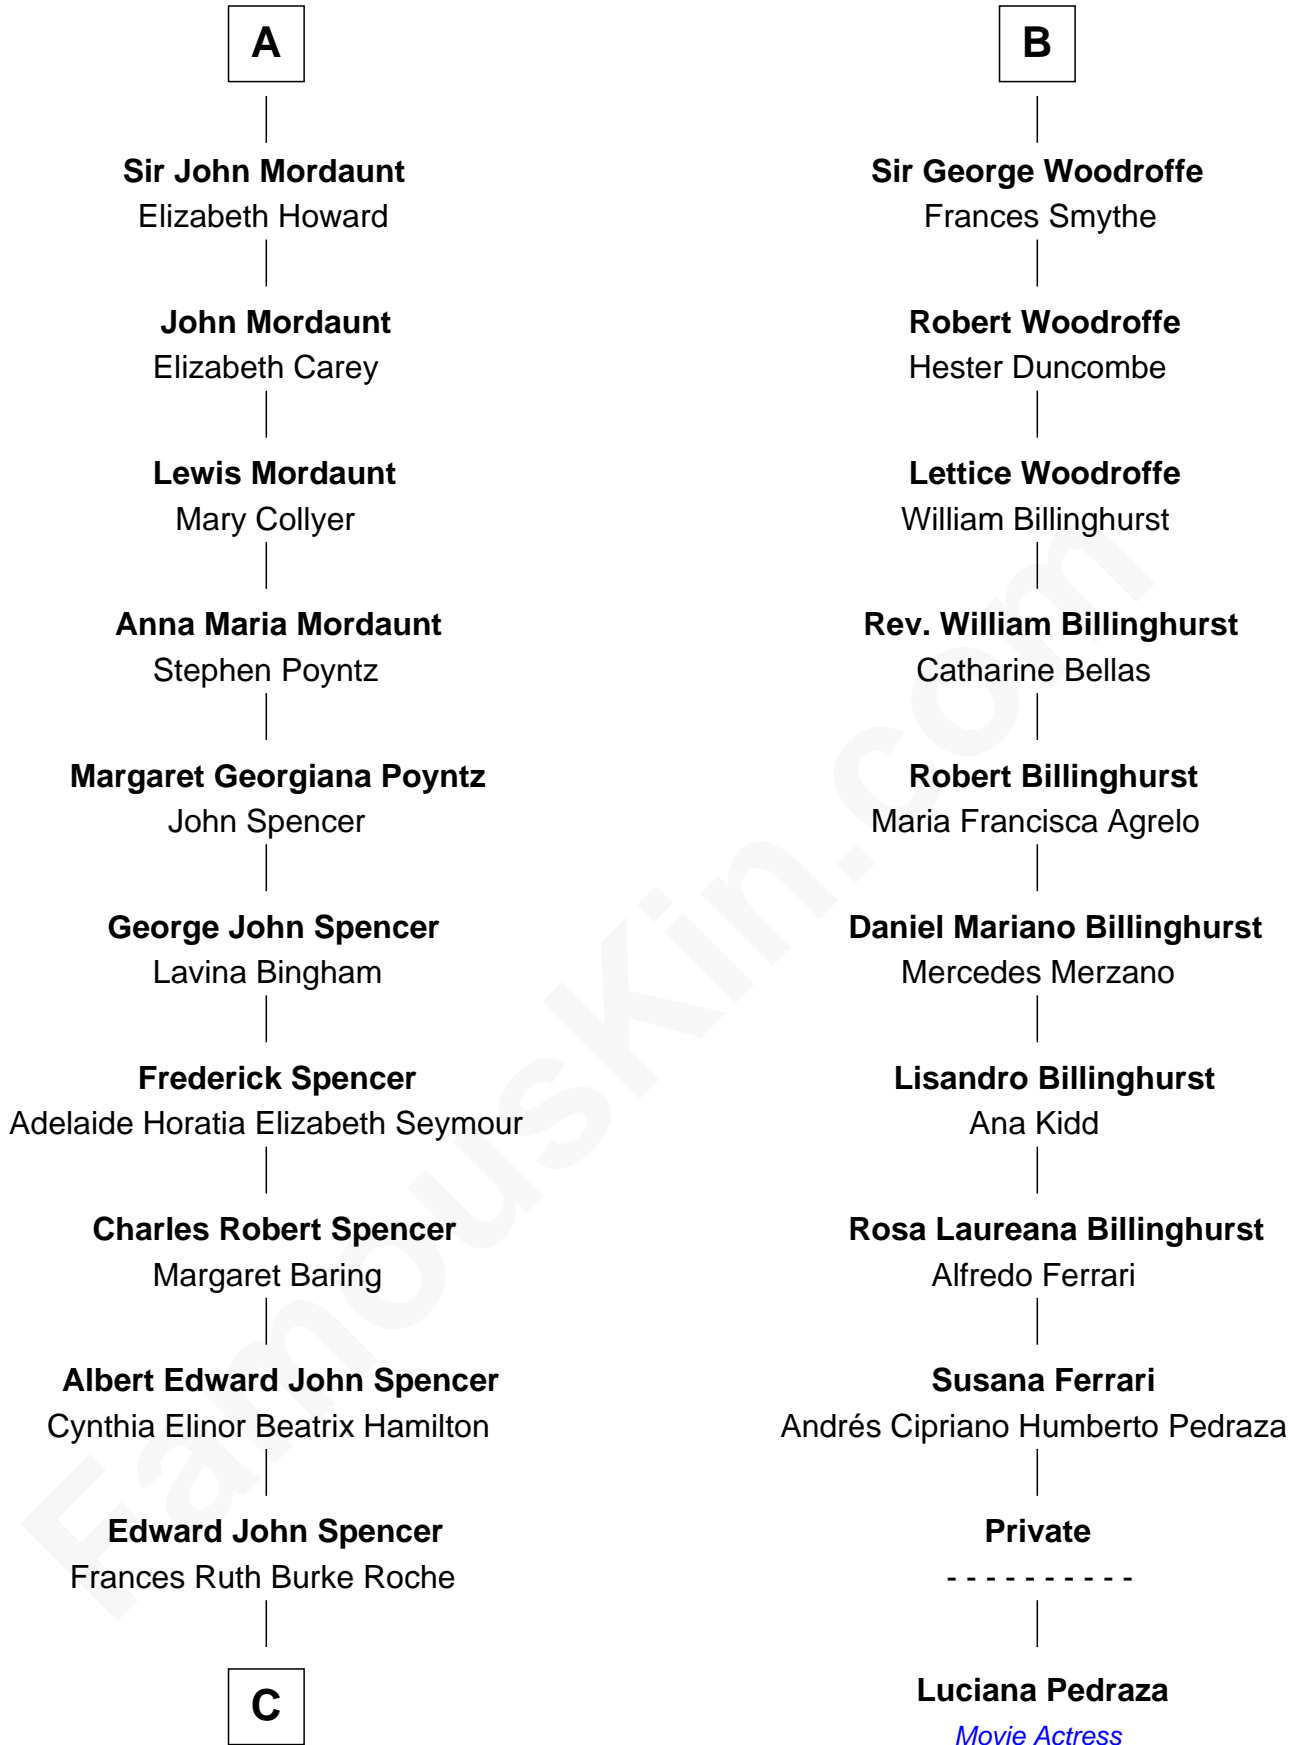 A
Sir John Mordaunt
Elizabeth Howard
John Mordaunt
Elizabeth Carey
Lewis Mordaunt
Mary Collyer
Anna Maria Mordaunt
Stephen Poyntz
Margaret Georgiana Poyntz
John Spencer
George John Spencer
Lavina Bingham
Frederick Spencer
Adelaide Horatia Elizabeth Seymour
Charles Robert Spencer
Margaret Baring
Albert Edward John Spencer
Cynthia Elinor Beatrix Hamilton
Edward John Spencer
Frances Ruth Burke Roche
C
B
Sir George Woodroffe
Frances Smythe
Robert Woodroffe
Hester Duncombe
Lettice Woodroffe
William Billinghurst
Rev. William Billinghurst
Catharine Bellas
Robert Billinghurst
Maria Francisca Agrelo
Daniel Mariano Billinghurst
Mercedes Merzano
Lisandro Billinghurst
Ana Kidd
Rosa Laureana Billinghurst
Alfredo Ferrari
Susana Ferrari
Andrés Cipriano Humberto Pedraza
Private
- - - - - - - - - -
Luciana Pedraza
Movie Actress
FamousKin.com